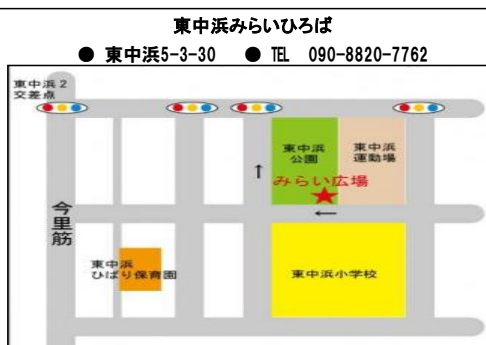 東中浜みらいひろば
● 東中浜5-3-30 ● ℡ 090-8820-7762
東中浜2
交差点
東中浜
公園
東中浜
運動場
↑
みらい広場
★
←
今里筋
東中浜
ひばり保育園
東中浜小学校